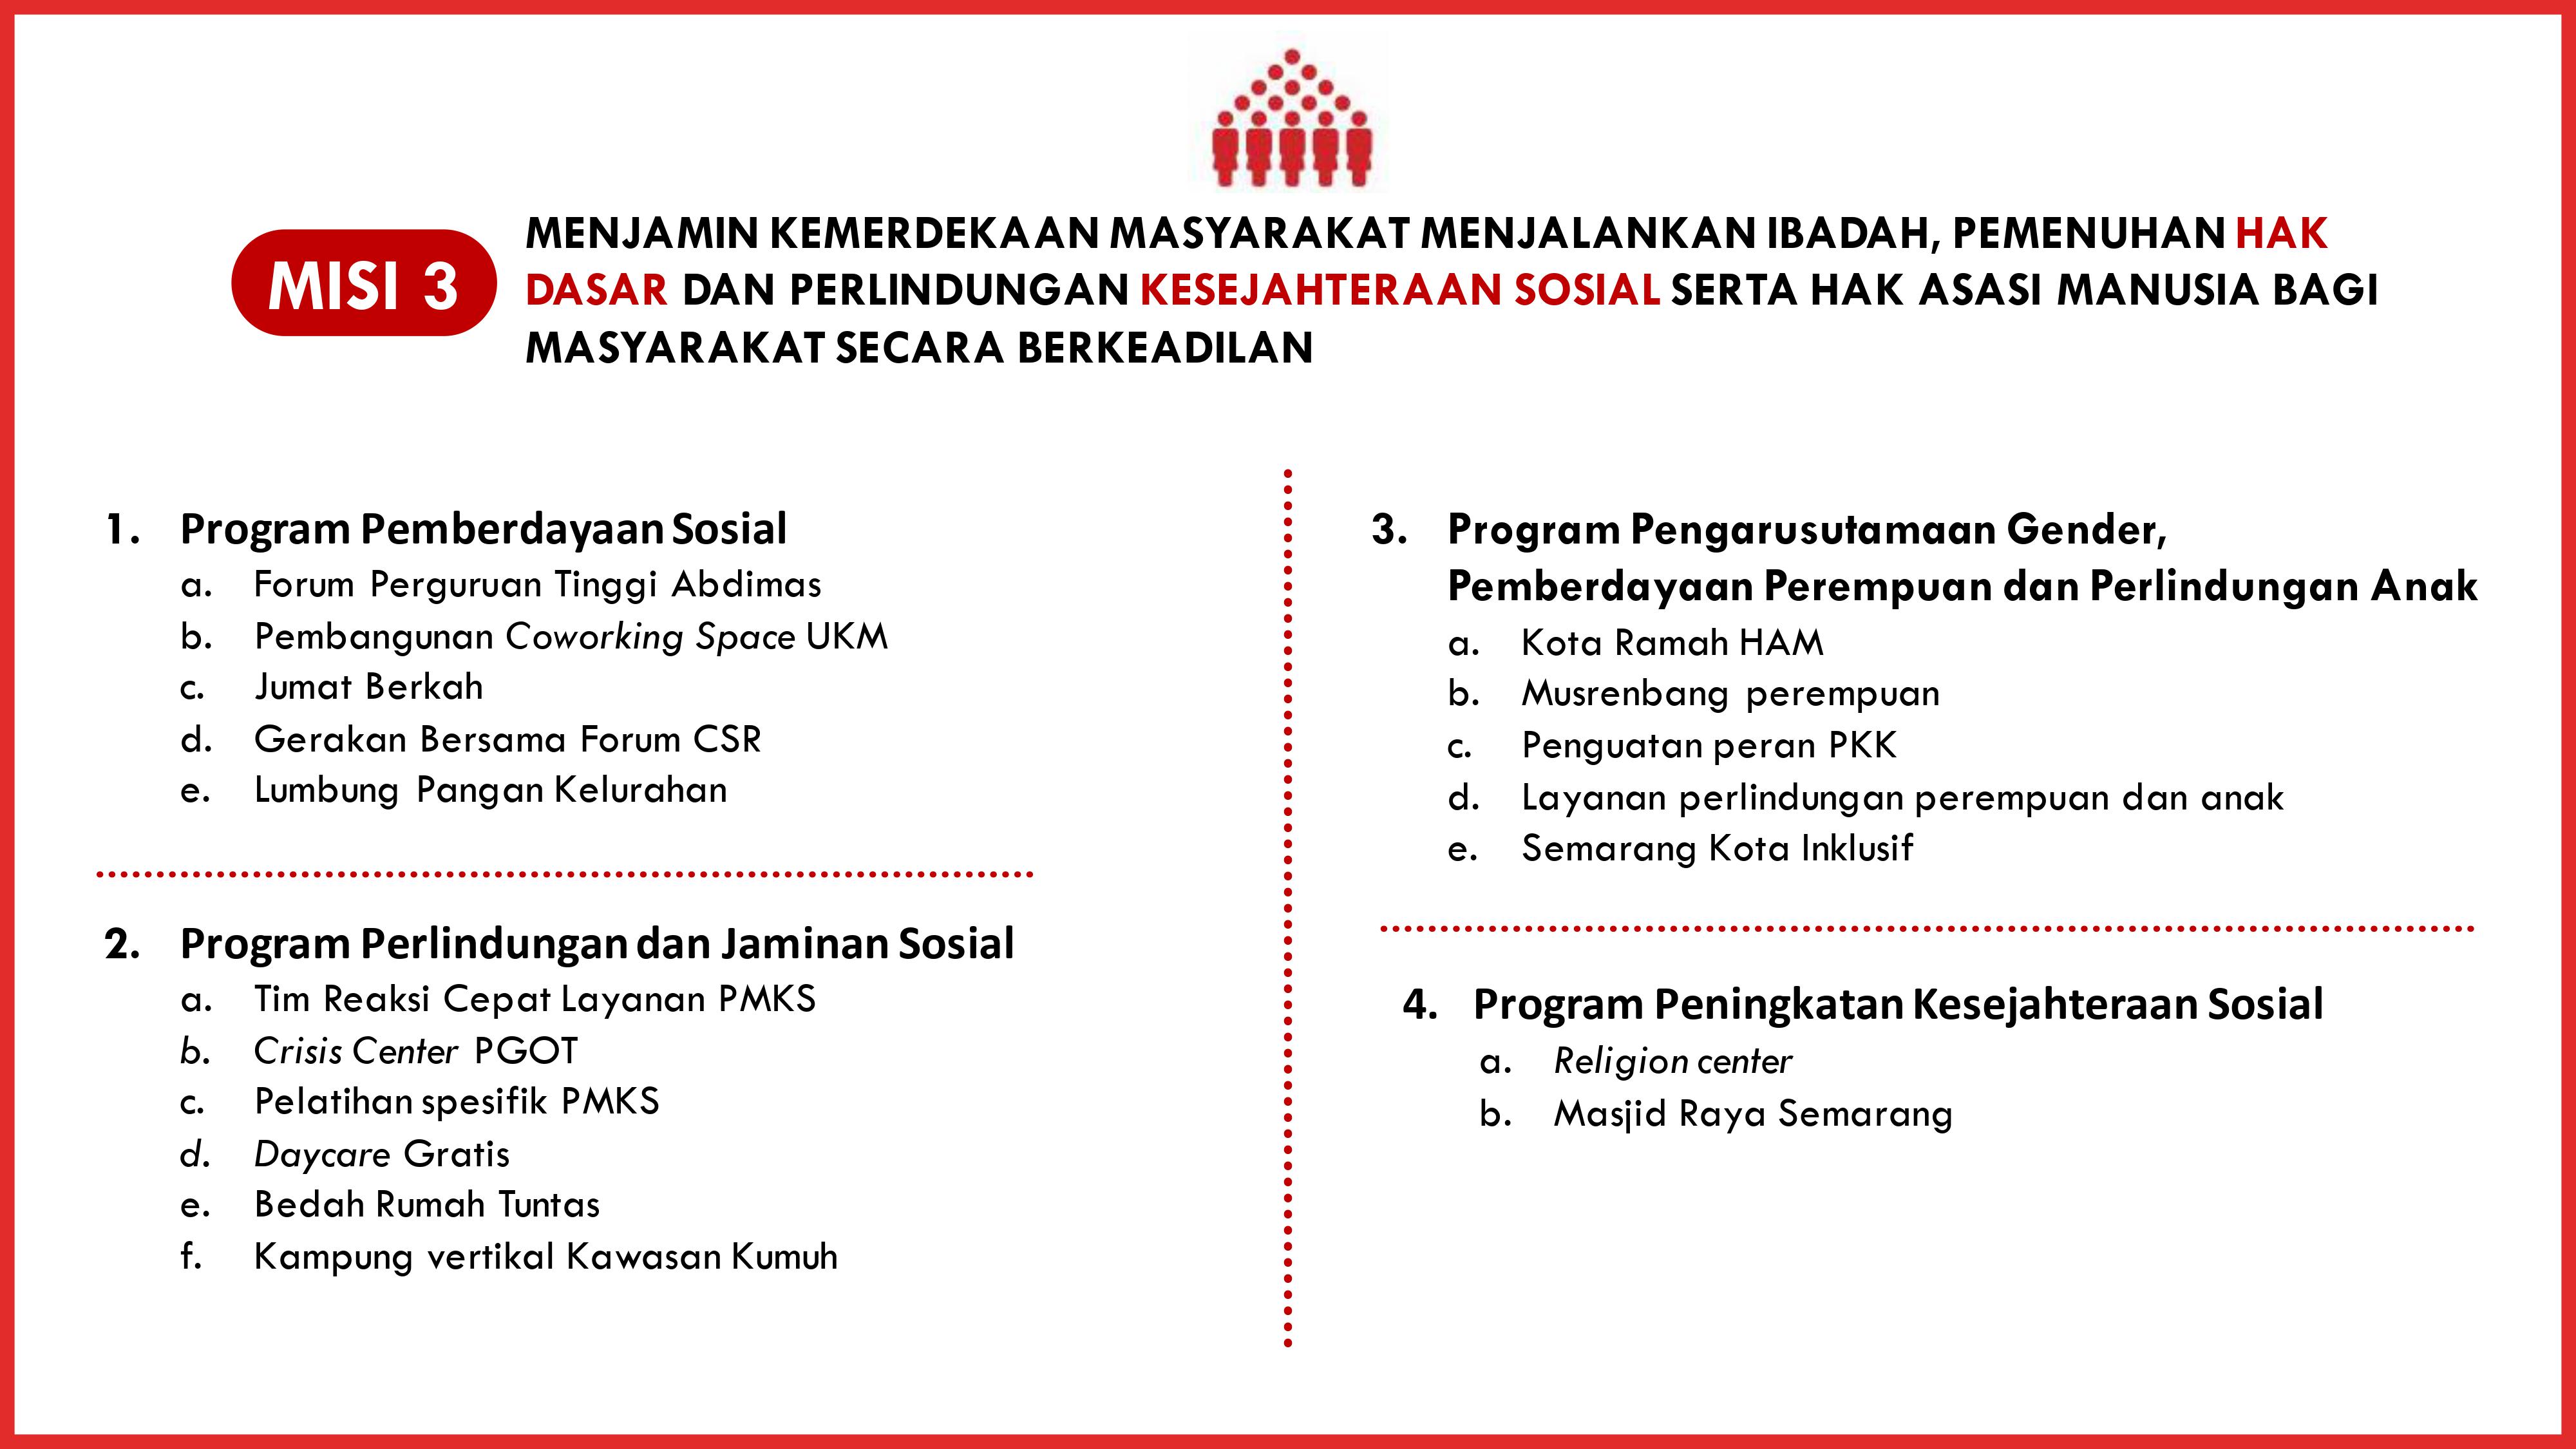 MISI 3
MENJAMIN KEMERDEKAAN MASYARAKAT MENJALANKAN IBADAH, PEMENUHAN HAK
DASAR DAN PERLINDUNGAN KESEJAHTERAAN SOSIAL SERTA HAK ASASI MANUSIA BAGI
MASYARAKAT SECARA BERKEADILAN
1. Program Pemberdayaan Sosial
a. Forum Perguruan Tinggi Abdimas
b. Pembangunan Coworking Space UKM
c. Jumat Berkah
d. Gerakan Bersama Forum CSR
e. Lumbung Pangan Kelurahan
2. Program Perlindungan dan Jaminan Sosial
a. Tim Reaksi Cepat Layanan PMKS
b. Crisis Center PGOT
c. Pelatihan spesifik PMKS
d. Daycare Gratis
e. Bedah Rumah Tuntas
f. Kampung vertikal Kawasan Kumuh
3. Program Pengarusutamaan Gender,
Pemberdayaan Perempuan dan Perlindungan Anak
a. Kota Ramah HAM
b. Musrenbang perempuan
c. Penguatan peran PKK
d. Layanan perlindungan perempuan dan anak
e. Semarang Kota Inklusif
4. Program Peningkatan Kesejahteraan Sosial
a. Religion center
b. Masjid Raya Semarang